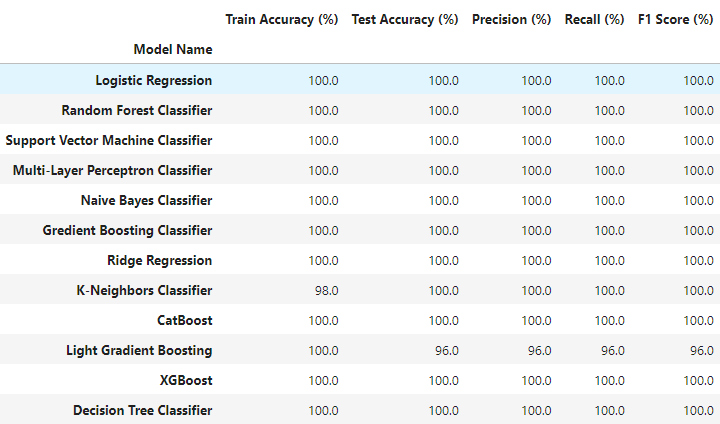 Train Accuracy (%) Test Accuracy (%) Precision (%) Recall (%) F1 Score (%)
Model Name
Logistic Regression 100.0 100.0 100.0 100.0 100.0
Random Forest Classifier 100.0 100.0 100.0 100.0 100.0
Support Vector Machine Classifier 100.0 100.0 100.0 100.0 100.0
Multi-Layer Perceptron Classifier 100.0 100.0 100.0 100.0 100.0
Naive Bayes Classifier 100.0 100.0 100.0 100.0 100.0
Gredient Boosting Classifier 100.0 100.0 100.0 100.0 100.0
Ridge Regression 100.0 100.0 100.0 100.0 100.0
K-Neighbors Classifier 98.0 100.0 100.0 100.0 100.0
CatBoost 100.0 100.0 100.0 100.0 100.0
Light Gradient Boosting 100.0 96.0 96.0 96.0 96.0
XGBoost 100.0 100.0 100.0 100.0 100.0
Decision Tree Classifier 100.0 100.0 100.0 100.0 100.0